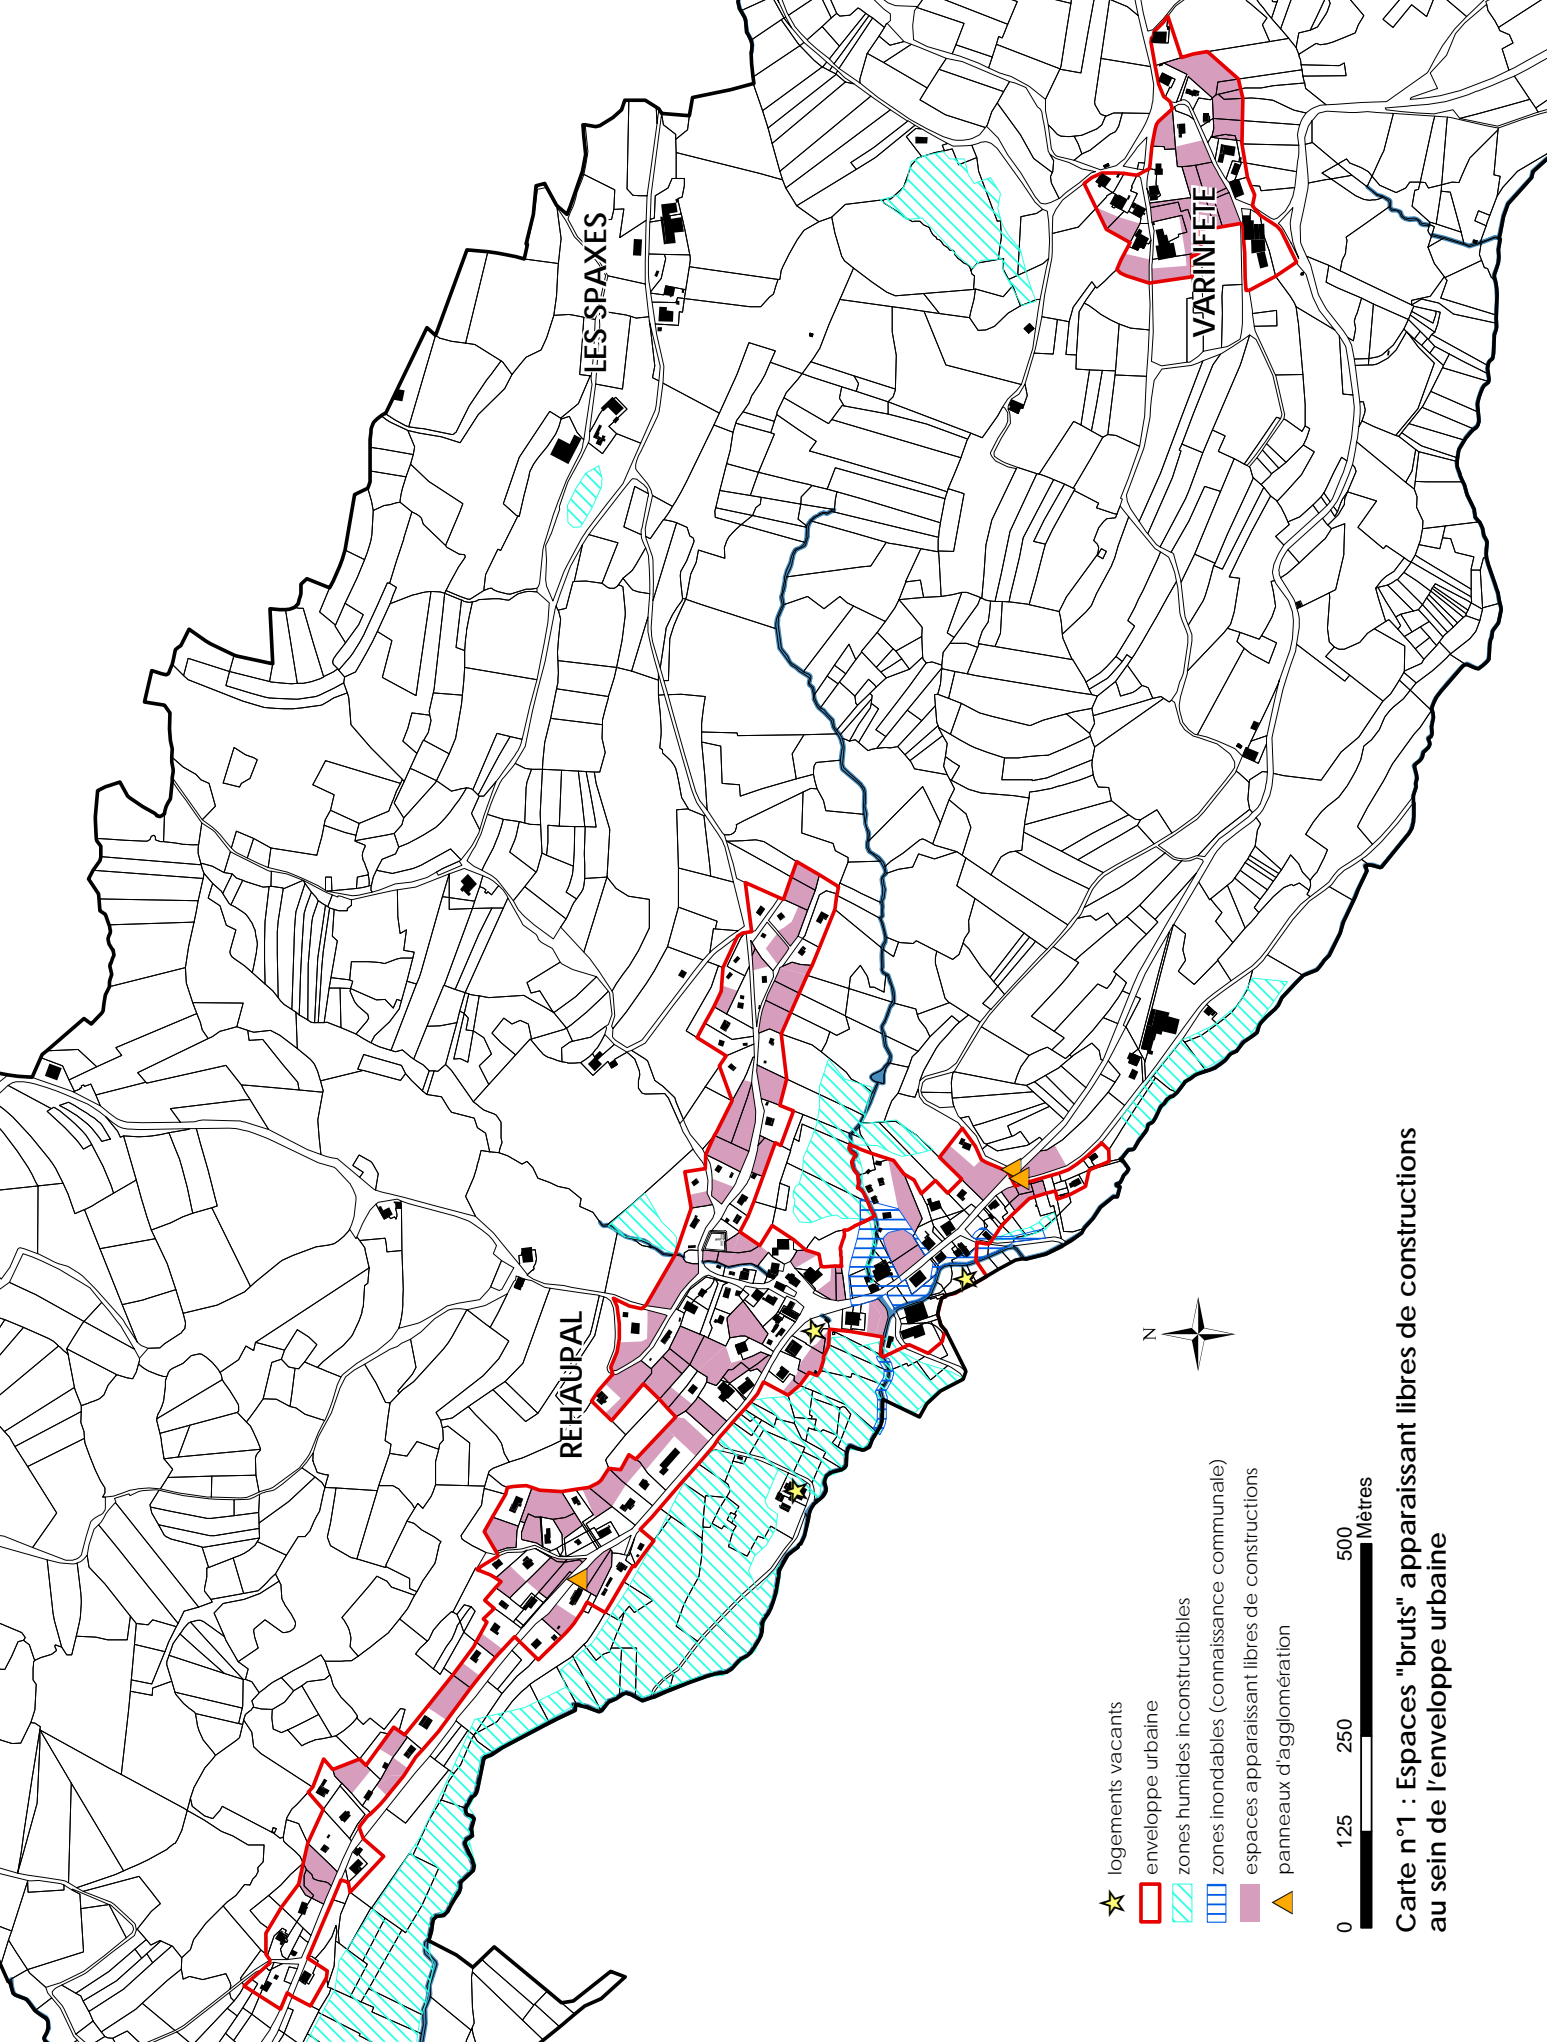 LES SPAXES
VARINFETE
REHAUPAL
N
logements vacants
enveloppe urbaine
zones humides inconstructibles
zones inondables (connaissance communale)
espaces apparaissant libres de constructions
panneaux d'agglomération
0 125 250 500
Mètres
Carte n°1 : Espaces "bruts" apparaissant libres de constructions
au sein de l'enveloppe urbaine